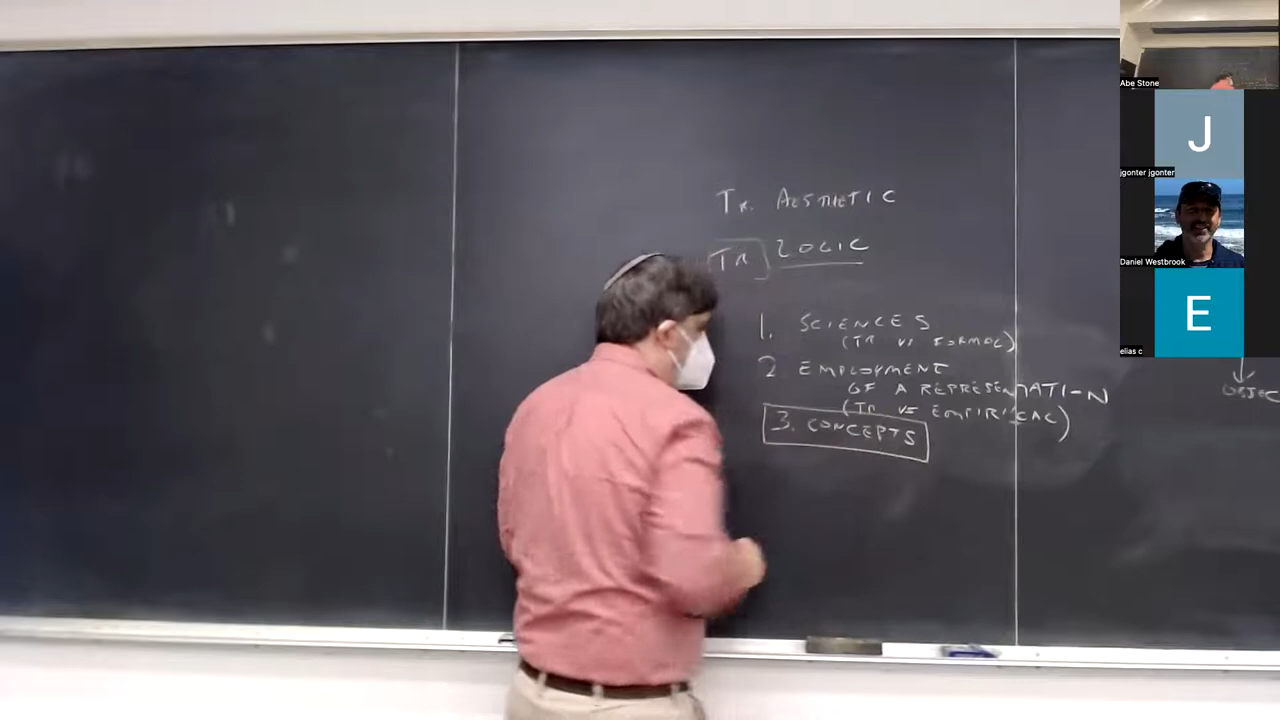 Tr. AESTHETIC
[TR] LOGIC
1. SCIENCES
(TR VS FORMAL)
2 EMPLOYMENT
OF A REPRESENTATION
(TR VS EMPIRICAL)
3. CONCEPTS
OBJEC
Abe Stone
J
jgonter jgonter
Daniel Westbrook
E
elias c